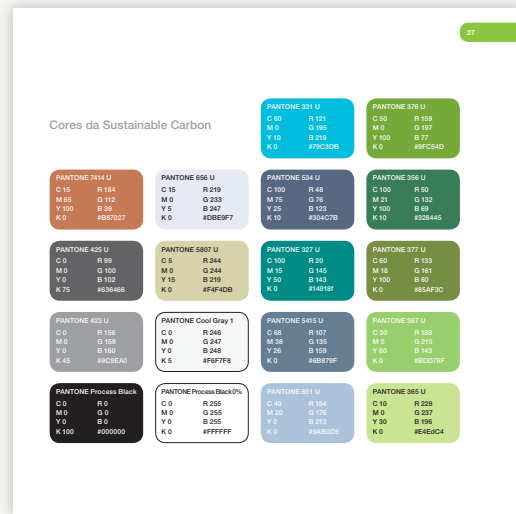 27
Cores da Sustainable Carbon
PANTONE 331 U
C 60 R 121
M 0 G 195
Y 10 B 219
K 0 #79C3DB
PANTONE 376 U
C 50 R 159
M 0 G 197
Y 100 B 77
K 0 #9FC54D
PANTONE 7414 U
C 15 R 184
M 65 G 112
Y 100 B 39
K 0 #B87027
PANTONE 656 U
C 15 R 219
M 0 G 233
Y 5 B 247
K 0 #DBE9F7
PANTONE 534 U
C 100 R 48
M 75 G 76
Y 25 B 123
K 10 #304C7B
PANTONE 356 U
C 100 R 50
M 21 G 132
Y 100 B 69
K 10 #328445
PANTONE 425 U
C 0 R 99
M 0 G 100
Y 0 B 102
K 75 #636466
PANTONE 5807 U
C 5 R 244
M 0 G 244
Y 15 B 219
K 0 #F4F4DB
PANTONE 327 U
C 100 R 20
M 15 G 145
Y 50 B 143
K 0 #14918f
PANTONE 377 U
C 60 R 133
M 18 G 161
Y 100 B 60
K 0 #85AF3C
PANTONE 423 U
C 0 R 156
M 0 G 158
Y 0 B 160
K 45 #9C9EA0
PANTONE Cool Gray 1
C 0 R 246
M 0 G 247
Y 0 B 248
K 5 #F6F7F8
PANTONE 5415 U
C 68 R 107
M 38 G 135
Y 26 B 159
K 0 #6B879F
PANTONE 367 U
C 30 R 189
M 0 G 215
Y 60 B 143
K 0 #BDD78F
PANTONE Process Black
C 0 R 0
M 0 G 0
Y 0 B 0
K 100 #000000
PANTONE Process Black 0%
C 0 R 255
M 0 G 255
Y 0 B 255
K 0 #FFFFFF
PANTONE 651 U
C 40 R 154
M 20 G 176
Y 0 B 213
K 0 #9AB0D5
PANTONE 365 U
C 10 R 228
M 0 G 237
Y 30 B 196
K 0 #E4EdC4